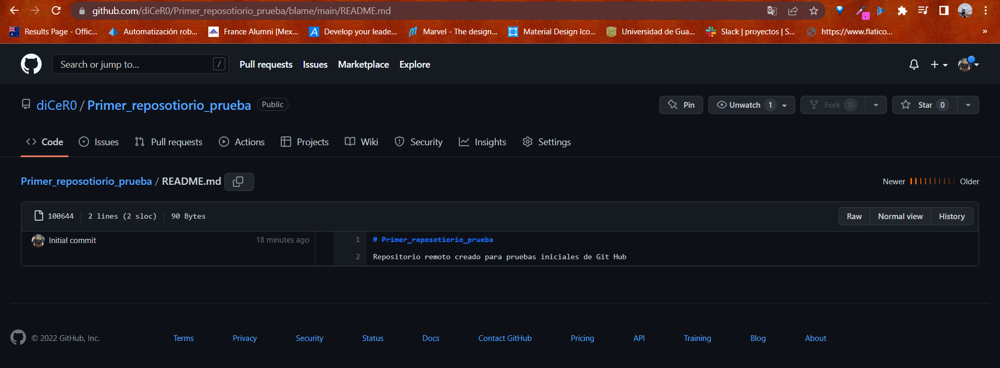 github.com/diCeR0/Primer_reposotiorio_prueba/blame/main/README.md
Results Page - Offic... Automatización rob... France Alumni [Mex... Develop your leade... Marvel - The design... Material Design Ico... Universidad de Gua... Slack | proyectos | S... https://www.flatico... »
Search or jump to... / Pull requests Issues Marketplace Explore
diCeR0 / Primer_reposotiorio_prueba Public Pin Unwatch 1 Fork 0 Star 0
Code Issues Pull requests Actions Projects Wiki Security Insights Settings
Primer_reposotiorio_prueba / README.md Newer Older
100644 2 lines (2 sloc) 90 Bytes Raw Normal view History
Initial commit 18 minutes ago 1 # Primer_reposotiorio_prueba
2 Repositorio remoto creado para pruebas iniciales de Git Hub
© 2022 GitHub, Inc. Terms Privacy Security Status Docs Contact GitHub Pricing API Training Blog About